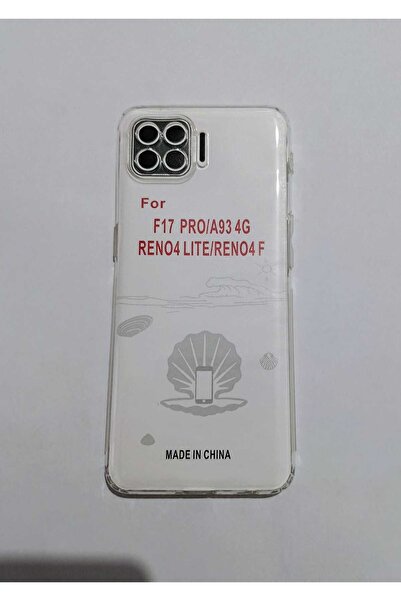 For
F17 PRO/A93 4G
RENO4 LITE/RENO4 F
MADE IN CHINA